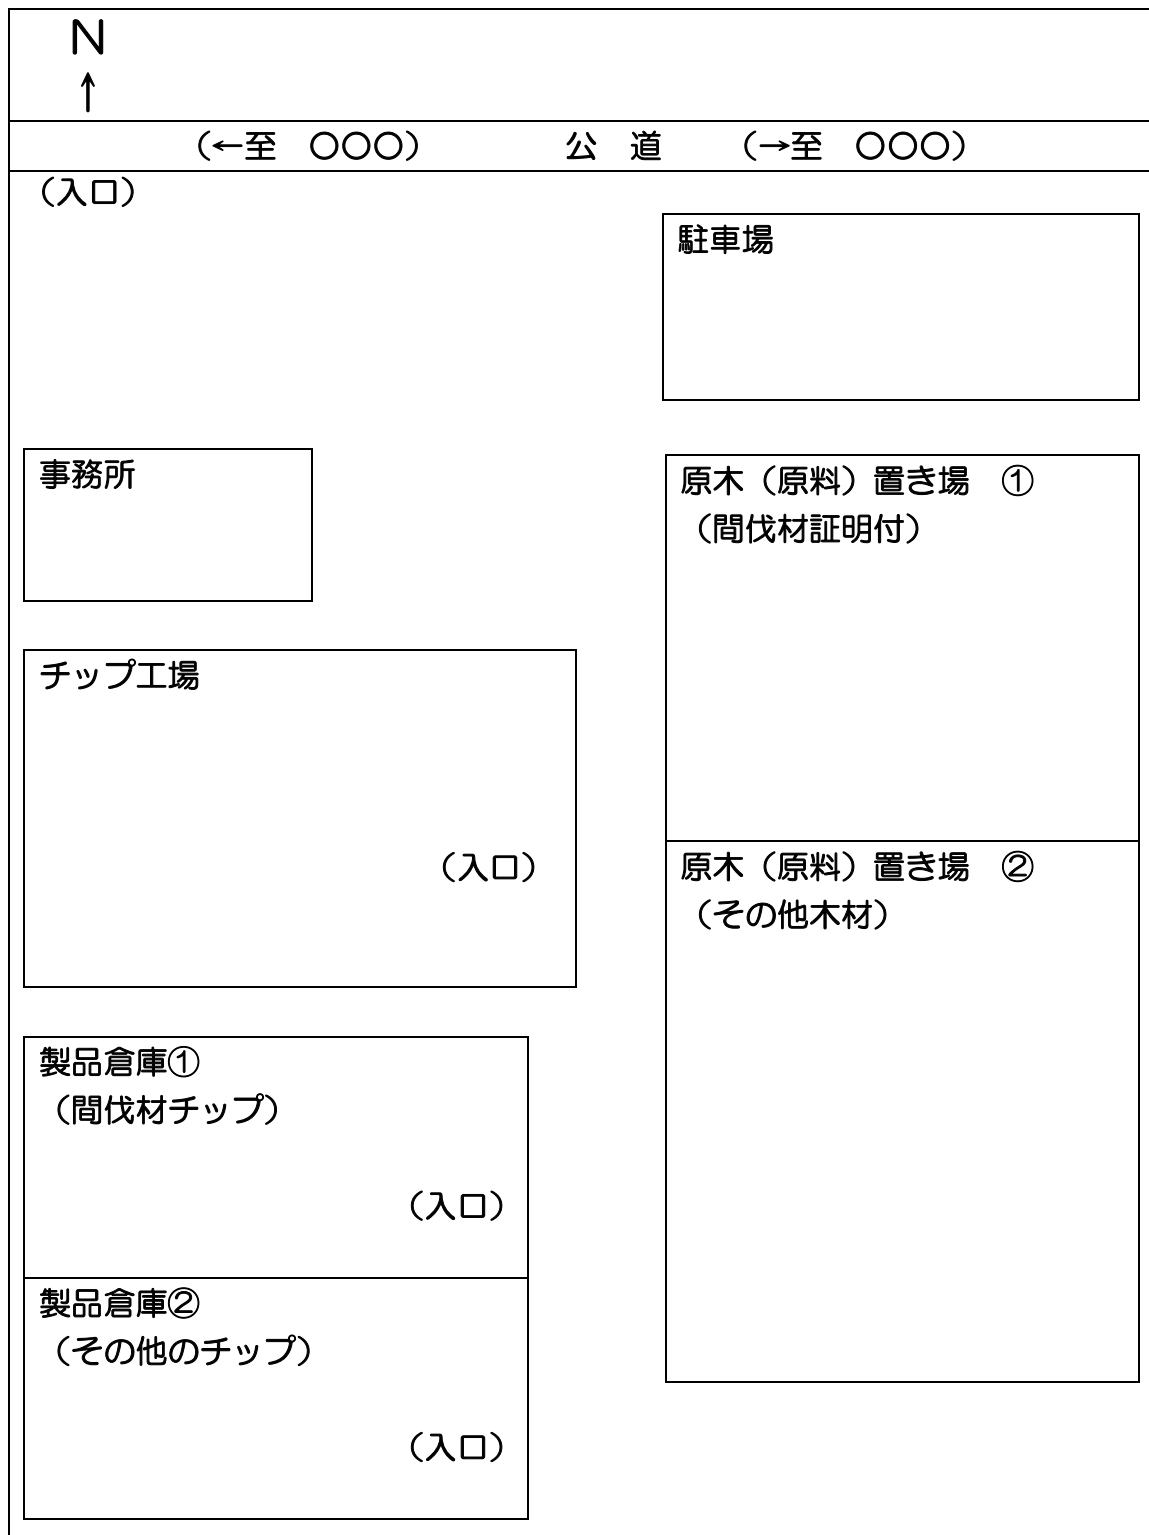 N
↑
（←至　○○○）　公　道　（→至　○○○）
（入口）
駐車場
事務所
原木（原料）置き場　①
（間伐材証明付）
チップ工場
（入口）
原木（原料）置き場　②
（その他木材）
製品倉庫①
（間伐材チップ）
（入口）
製品倉庫②
（その他のチップ）
（入口）